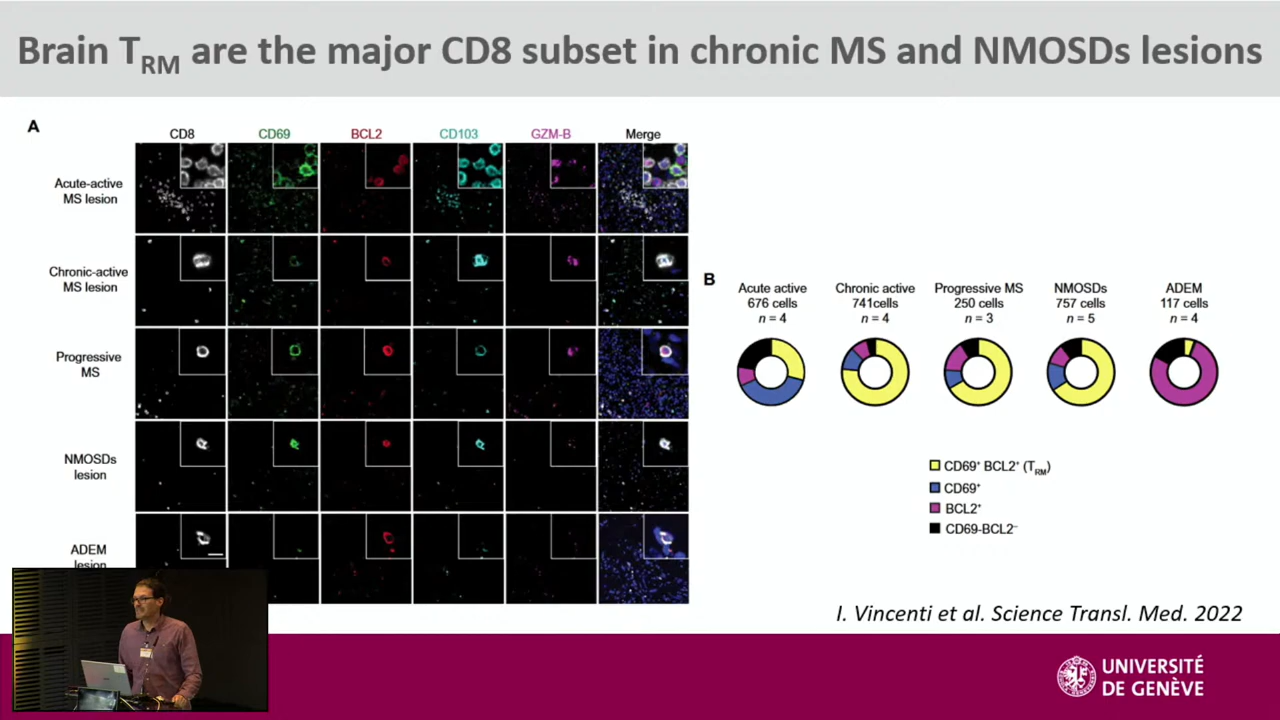 Brain TRM are the major CD8 subset in chronic MS and NMOSDs lesions
A
CD8 CD69 BCL2 CD103 GZM-B Merge
Acute-active
MS lesion
Chronic-active
MS lesion
Progressive
MS
NMOSDs
lesion
ADEM
lesion
B
Acute active
676 cells
n = 4
Chronic active
741cells
n = 4
Progressive MS
250 cells
n = 3
NMOSDs
757 cells
n = 5
ADEM
117 cells
n = 4
CD69+ BCL2+ (TRM)
CD69+
BCL2+
CD69-BCL2–
I. Vincenti et al. Science Transl. Med. 2022
UNIVERSITÉ
DE GENÈVE